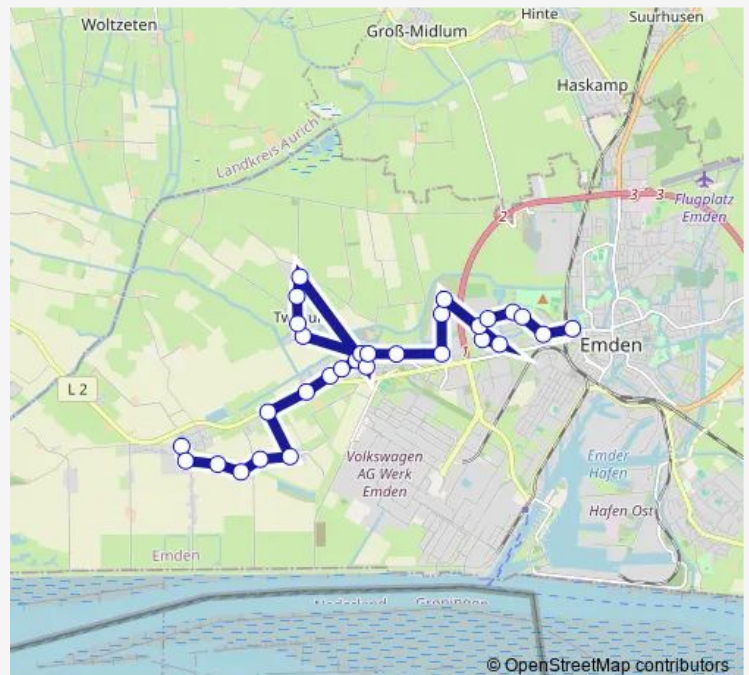 Woltzeten
Hinte
Suurhusen
Groß-Midlum
Haskamp
Landkreis Aurich
3
3
2
Flugplatz
Emden
1
Emden
L 2
Volkswagen
AG Werk
Emden
Emder
Hafen
Hafen Ost
Emden
© OpenStreetMap contributors